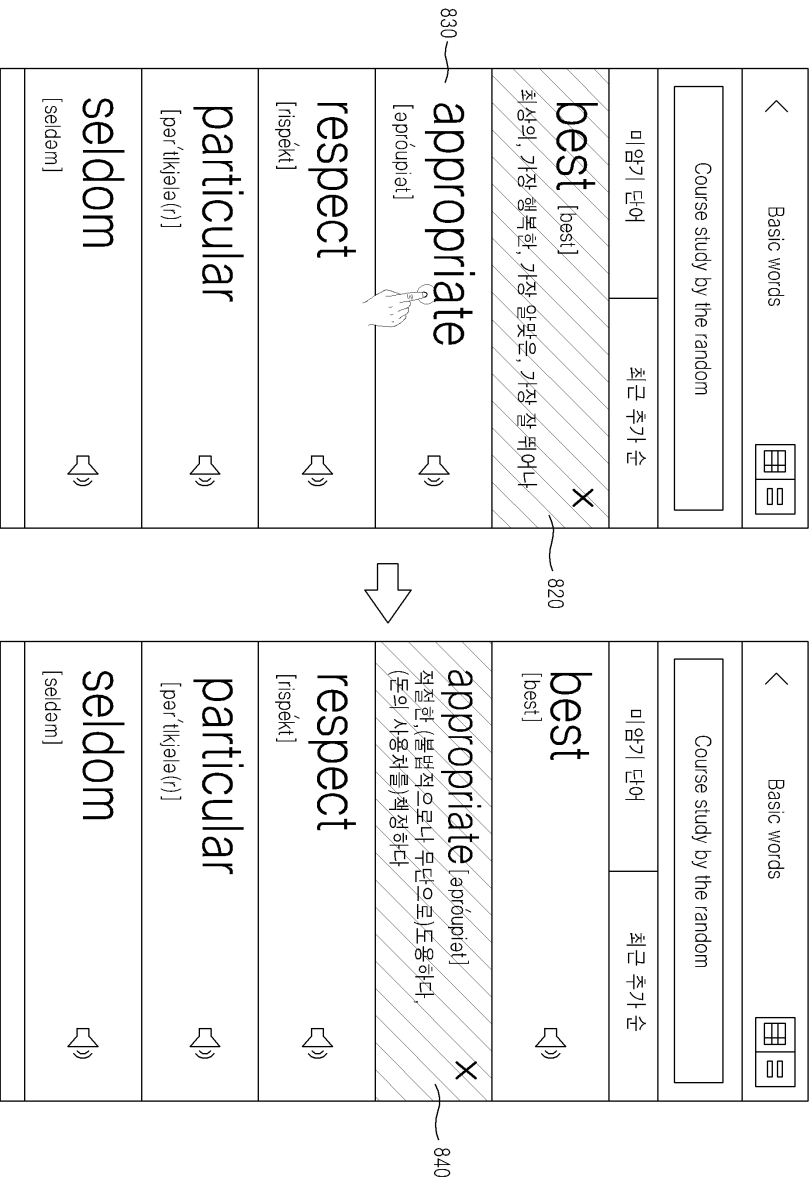 Basic words
Course study by the random
미암기 단어
최근 추가 순
best [best]
최상의, 가장 행복한, 가장 알맞은, 가장 잘 뛰어나
X
820
830
appropriate
[əpróupiət]
respect
[rispékt]
particular
[pər´tlkjələ(r)]
seldom
[seldəm]
Basic words
Course study by the random
미암기 단어
최근 추가 순
best
[best]
appropriate [əpróupiət]
적절한, (불법적으로나 무단으로)도용하다,
(돈의 사용처를)책정하다
X
840
respect
[rispékt]
particular
[pər´tlkjələ(r)]
seldom
[seldəm]